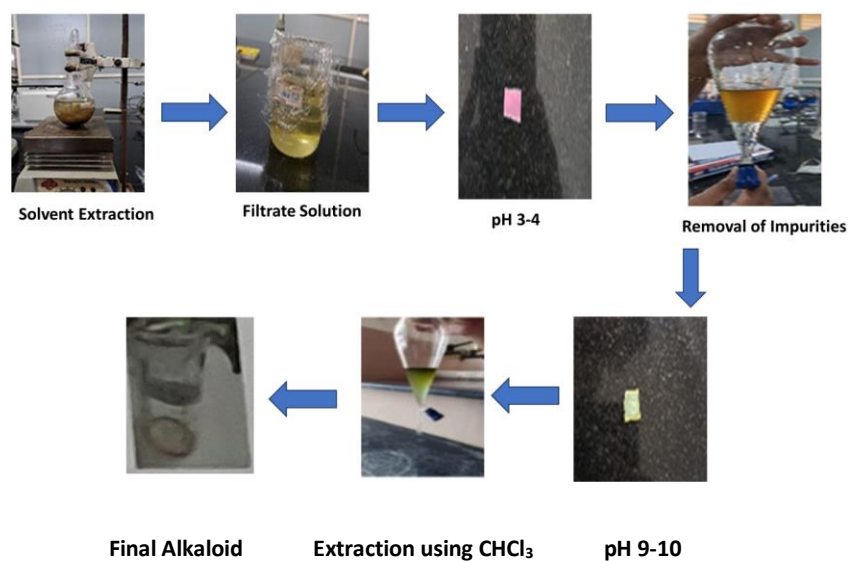 Solvent Extraction
Filtrate Solution
pH 3-4
Removal of Impurities
Final Alkaloid
Extraction using CHCl₃
pH 9-10